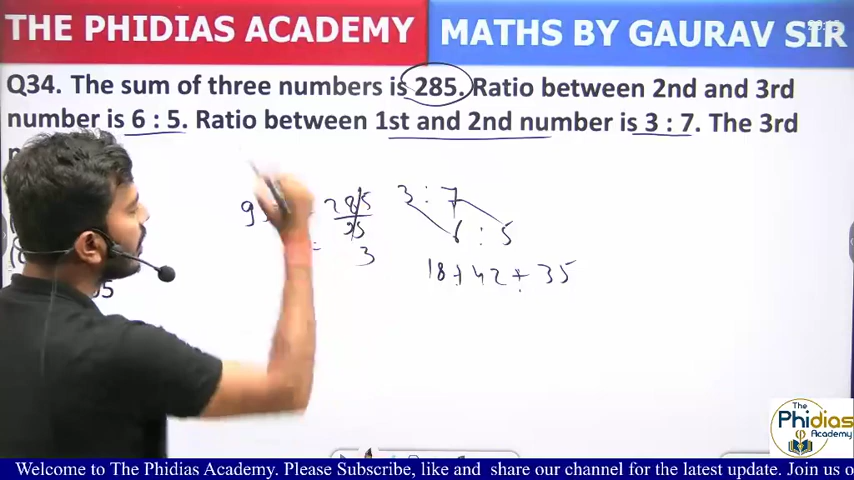 THE PHIDIAS ACADEMY
MATHS BY GAURAV SIR
Q34. The sum of three numbers is 285. Ratio between 2nd and 3rd
number is 6 : 5. Ratio between 1st and 2nd number is 3 : 7. The 3rd
285
95
= 3
3 : 7
6 : 5
18 + 42 + 35
The
Phidias
Academy
Welcome to The Phidias Academy. Please Subscribe, like and share our channel for the latest update. Join us o